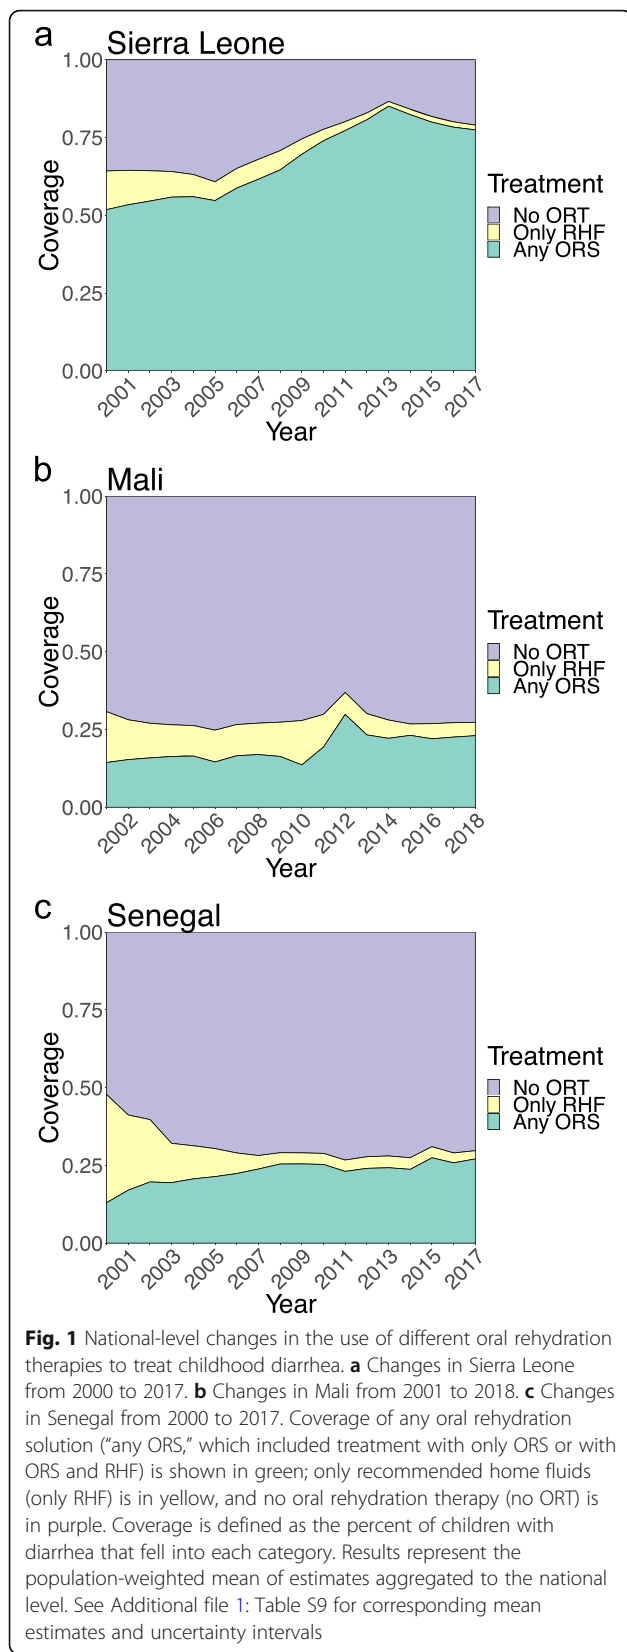 a
Sierra Leone
1.00
0.75
0.50
0.25
0.00
Coverage
2001
2003
2005
2007
2009
2011
2013
2015
2017
Year
Treatment
No ORT
Only RHF
Any ORS
b
Mali
1.00
0.75
0.50
0.25
0.00
Coverage
2002
2004
2006
2008
2010
2012
2014
2016
2018
Year
Treatment
No ORT
Only RHF
Any ORS
c
Senegal
1.00
0.75
0.50
0.25
0.00
Coverage
2001
2003
2005
2007
2009
2011
2013
2015
2017
Year
Treatment
No ORT
Only RHF
Any ORS
Fig. 1 National-level changes in the use of different oral rehydration
therapies to treat childhood diarrhea. a Changes in Sierra Leone
from 2000 to 2017. b Changes in Mali from 2001 to 2018. c Changes
in Senegal from 2000 to 2017. Coverage of any oral rehydration
solution (“any ORS,” which included treatment with only ORS or with
ORS and RHF) is shown in green; only recommended home fluids
(only RHF) is in yellow, and no oral rehydration therapy (no ORT) is
in purple. Coverage is defined as the percent of children with
diarrhea that fell into each category. Results represent the
population-weighted mean of estimates aggregated to the national
level. See Additional file 1: Table S9 for corresponding mean
estimates and uncertainty intervals